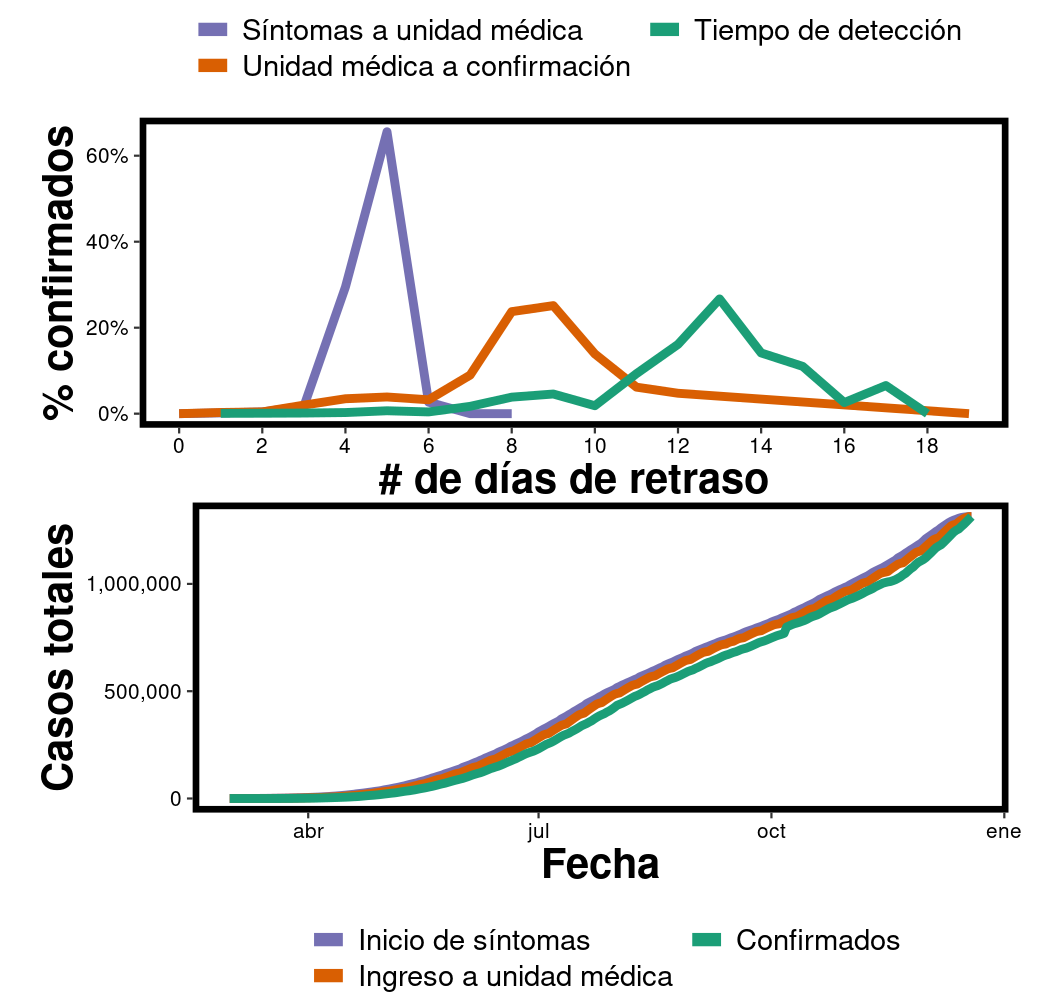 Síntomas a unidad médica
Tiempo de detección
Unidad médica a confirmación
% confirmados
60%
40%
20%
0%
0 2 4 6 8 10 12 14 16 18
# de días de retraso
Casos totales
1,000,000
500,000
0
abr jul oct ene
Fecha
Inicio de síntomas
Confirmados
Ingreso a unidad médica